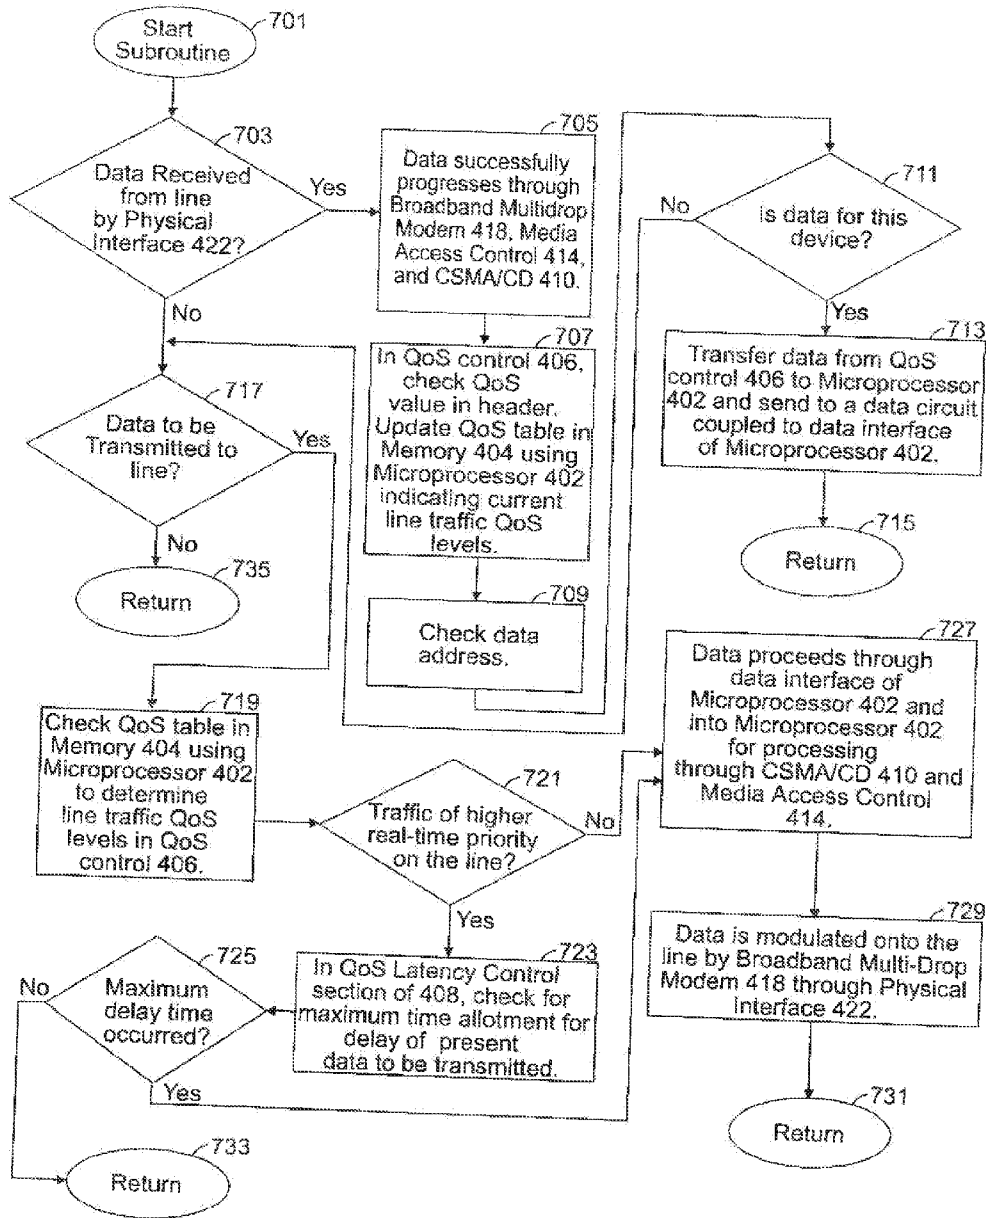 Start
Subroutine
701
703
Data Received
from line
by Physical
Interface 422?
Yes
No
705
Data successfully
progresses through
Broadband Multidrop
Modem 418, Media
Access Control 414,
and CSMA/CD 410.
707
In QoS control 406,
check QoS
value in header.
Update QoS table in
Memory 404 using
Microprocessor 402
indicating current
line traffic QoS
levels.
709
Check data
address.
711
is data for this
device?
No
Yes
713
Transfer data from QoS
control 406 to Microprocessor
402 and send to a data circuit
coupled to data interface
of Microprocessor 402.
715
Return
717
Data to be
Transmitted to
line?
Yes
No
735
Return
719
Check QoS table in
Memory 404 using
Microprocessor 402
to determine
line traffic QoS
levels in QoS
control 406.
721
Traffic of higher
real-time priority
on the line?
No
Yes
723
In QoS Latency Control
section of 408, check for
maximum time allotment for
delay of present
data to be transmitted.
725
Maximum
delay time
occurred?
No
Yes
733
Return
727
Data proceeds through
data interface of
Microprocessor 402 and
into Microprocessor 402
for processing
through CSMA/CD 410 and
Media Access Control
414.
729
Data is modulated onto the
line by Broadband Multi-Drop
Modem 418 through Physical
Interface 422.
731
Return